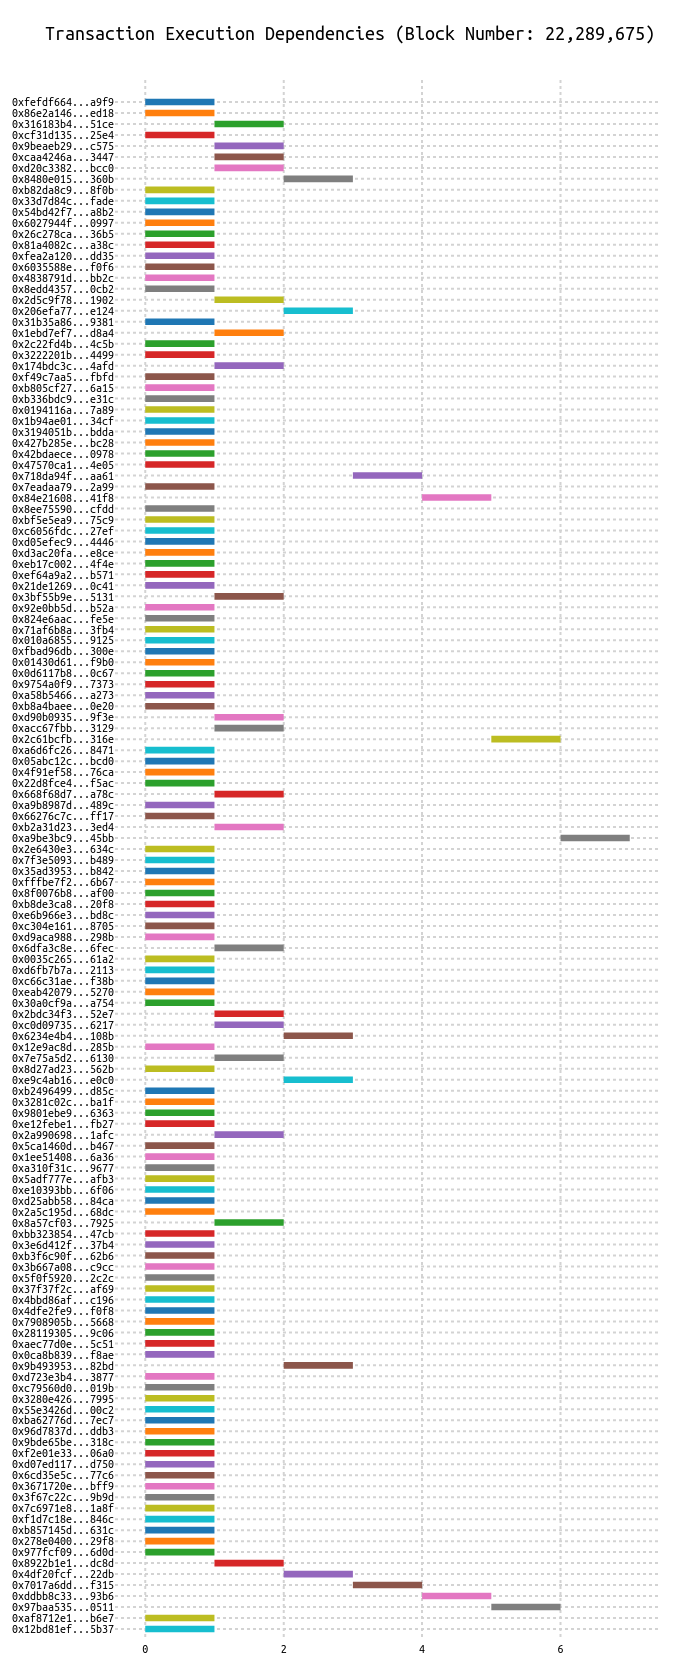 Transaction Execution Dependencies (Block Number: 22,289,675)
0xfefdf664...a9f9
0x86e2a146...ed18
0x316183b4...51ce
0xcf31d135...25e4
0x9beaeb29...c575
0xcaa4246a...3447
0xd20c3382...bcc0
0x8480e015...360b
0xb82da8c9...8f0b
0x33d7d84c...fade
0x54bd42f7...a8b2
0x6027944f...0997
0x26c278ca...36b5
0x81a4082c...a38c
0xfea2a120...dd35
0x6035588e...f0f6
0x4838791d...bb2c
0x8edd4357...0cb2
0x2d5c9f78...1902
0x206efa77...e124
0x31b35a86...9381
0x1ebd7ef7...d8a4
0x2c22fd4b...4c5b
0x3222201b...4499
0x174bdc3c...4afd
0xf49c7aa5...fbfd
0xb805cf27...6a15
0xb336bdc9...e31c
0x0194116a...7a89
0x1b94ae01...34cf
0x3194051b...bdda
0x427b285e...bc28
0x42bdaece...0978
0x47570ca1...4e05
0x718da94f...aa61
0x7eadaa79...2a99
0x84e21608...41f8
0x8ee75590...cfdd
0xbf5e5ea9...75c9
0xc6056fdc...27ef
0xd05efec9...4446
0xd3ac20fa...e8ce
0xeb17c002...4f4e
0xef64a9a2...b571
0x21de1269...0c41
0x3bf55b9e...5131
0x92e0bb5d...b52a
0x824e6aac...fe5e
0x71af6b8a...3fb4
0x010a6855...9125
0xfbad96db...300e
0x01430d61...f9b0
0x0d6117b8...0c67
0x9754a0f9...7373
0xa58b5466...a273
0xb8a4baee...0e20
0xd90b0935...9f3e
0xacc67fbb...3129
0x2c61bcfb...316e
0xa6d6fc26...8471
0x05abc12c...bcd0
0x4f91ef58...76ca
0x22d8fce4...f5ac
0x668f68d7...a78c
0xa9b8987d...489c
0x66276c7c...ff17
0xb2a31d23...3ed4
0xa9be3bc9...45bb
0x2e6430e3...634c
0x7f3e5093...b489
0x35ad3953...b842
0xfffbe7f2...6b67
0x8f0076b8...af00
0xb8de3ca8...20f8
0xe6b966e3...bd8c
0xc304e161...8705
0xd9aca988...298b
0x6dfa3c8e...6fec
0x0035c265...61a2
0xd6fb7b7a...2113
0xc66c31ae...f38b
0xeab42079...5270
0x30a0cf9a...a754
0x2bdc34f3...52e7
0xc0d09735...6217
0x6234e4b4...108b
0x12e9ac8d...285b
0x7e75a5d2...6130
0x8d27ad23...562b
0xe9c4ab16...e0c0
0xb2496499...d85c
0x3281c02c...ba1f
0x9801ebe9...6363
0xe12febe1...fb27
0x2a990698...1afc
0x5ca1460d...b467
0x1ee51408...6a36
0xa310f31c...9677
0x5adf777e...afb3
0xe10393bb...6f06
0xd25abb58...84ca
0x2a5c195d...68dc
0x8a57cf03...7925
0xbb323854...47cb
0x3e6d412f...37b4
0xb3f6c90f...62b6
0x3b667a08...c9cc
0x5f0f5920...2c2c
0x37f37f2c...af69
0x4bbd86af...c196
0x4dfe2fe9...f0f8
0x7908905b...5668
0x28119305...9c06
0xaec77d0e...5c51
0x0ca8b839...f8ae
0x9b493953...82bd
0xd723e3b4...3877
0xc79560d0...019b
0x3280e426...7995
0x55e3426d...00c2
0xba62776d...7ec7
0x96d7837d...ddb3
0x9bde65be...318c
0xf2e01e33...06a0
0xd07ed117...d750
0x6cd35e5c...77c6
0x3671720e...bff9
0x3f67c22c...9b9d
0x7c6971e8...1a8f
0xf1d7c18e...846c
0xb857145d...631c
0x278e0400...29f8
0x977fcf09...6d0d
0x8922b1e1...dc8d
0x4df20fcf...22db
0x7017a6dd...f315
0xddbb8c33...93b6
0x97baa535...0511
0xaf8712e1...b6e7
0x12bd81ef...5b37
0 2 4 6